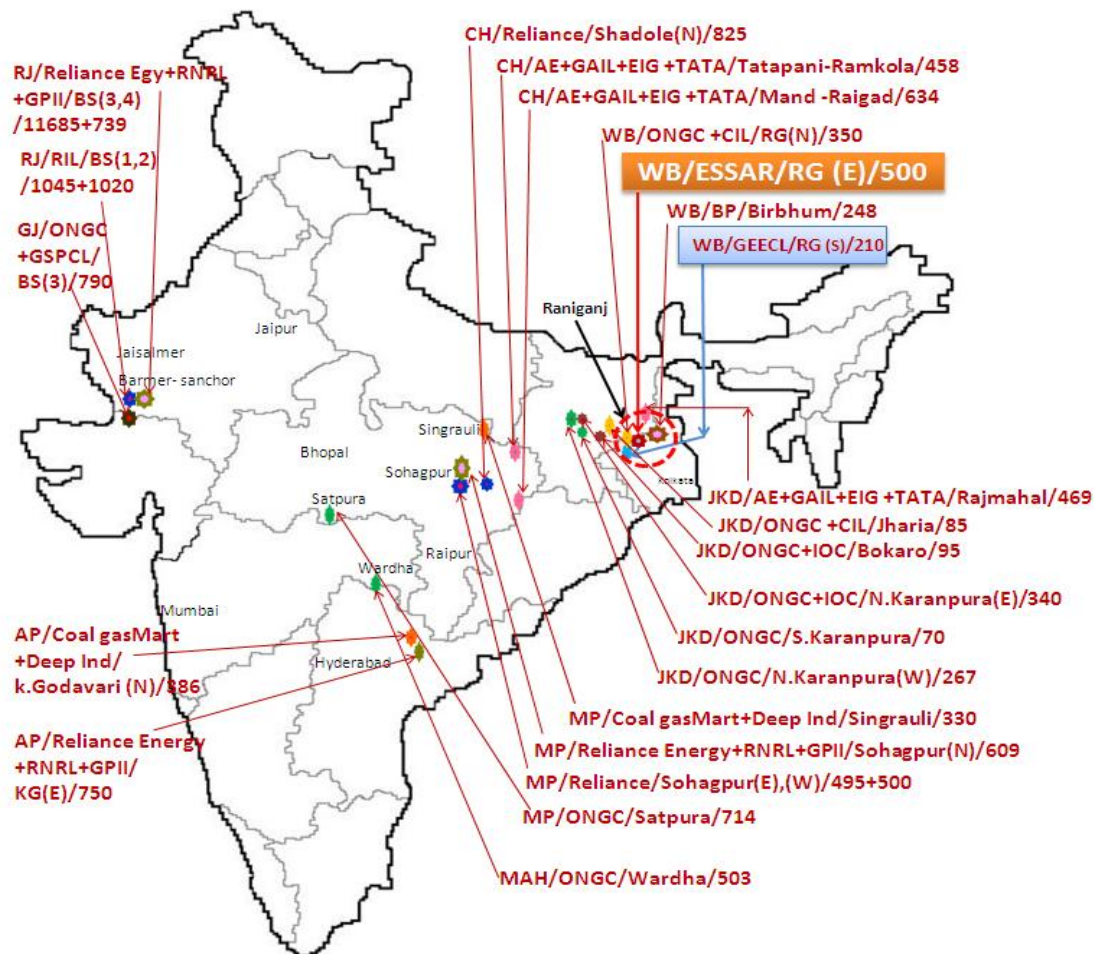 CH/Reliance/Shadole(N)/825
CH/AE+GAIL+EIG +TATA/Tatapani-Ramkola/458
CH/AE+GAIL+EIG +TATA/Mand -Raigad/634
WB/ONGC +CIL/RG(N)/350
WB/ESSAR/RG (E)/500
WB/BP/Birbhum/248
WB/GEECL/RG (S)/210
RJ/Reliance Egy+RNRL
+GPII/BS(3,4)
/11685+739
RJ/RIL/BS(1,2)
/1045+1020
GJ/ONGC
+GSPCL/
BS(3)/790
Raniganj
Jaipur
Jaisalmer
Barmer- sanchor
Singrauli
Bhopal
Sohagpur
Satpura
Kolkata
Raipur
Wardha
Mumbai
Hyderabad
JKD/AE+GAIL+EIG +TATA/Rajmahal/469
JKD/ONGC +CIL/Jharia/85
JKD/ONGC+IOC/Bokaro/95
JKD/ONGC+IOC/N.Karanpura(E)/340
JKD/ONGC/S.Karanpura/70
JKD/ONGC/N.Karanpura(W)/267
AP/Coal gasMart
+Deep Ind/
k.Godavari (N)/386
AP/Reliance Energy
+RNRL+GPII/
KG(E)/750
MP/Coal gasMart+Deep Ind/Singrauli/330
MP/Reliance Energy+RNRL+GPII/Sohagpur(N)/609
MP/Reliance/Sohagpur(E),(W)/495+500
MP/ONGC/Satpura/714
MAH/ONGC/Wardha/503